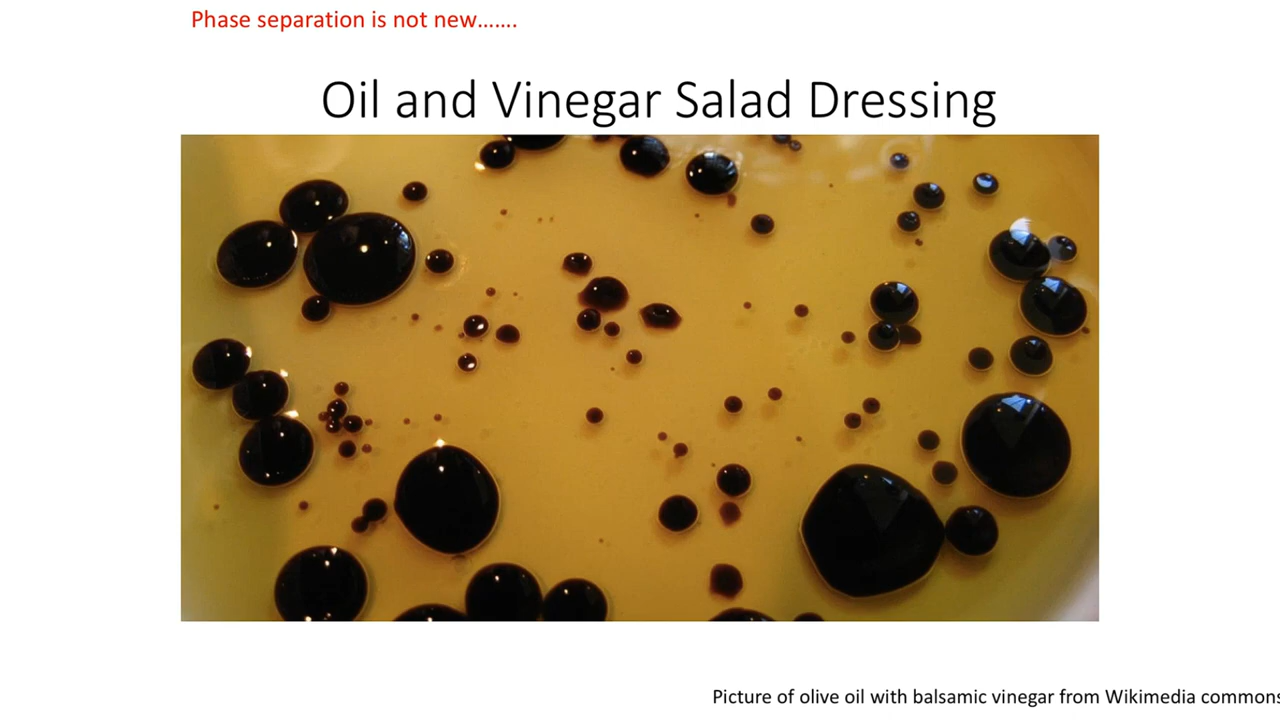 Phase separation is not new…….
Oil and Vinegar Salad Dressing
Picture of olive oil with balsamic vinegar from Wikimedia commons